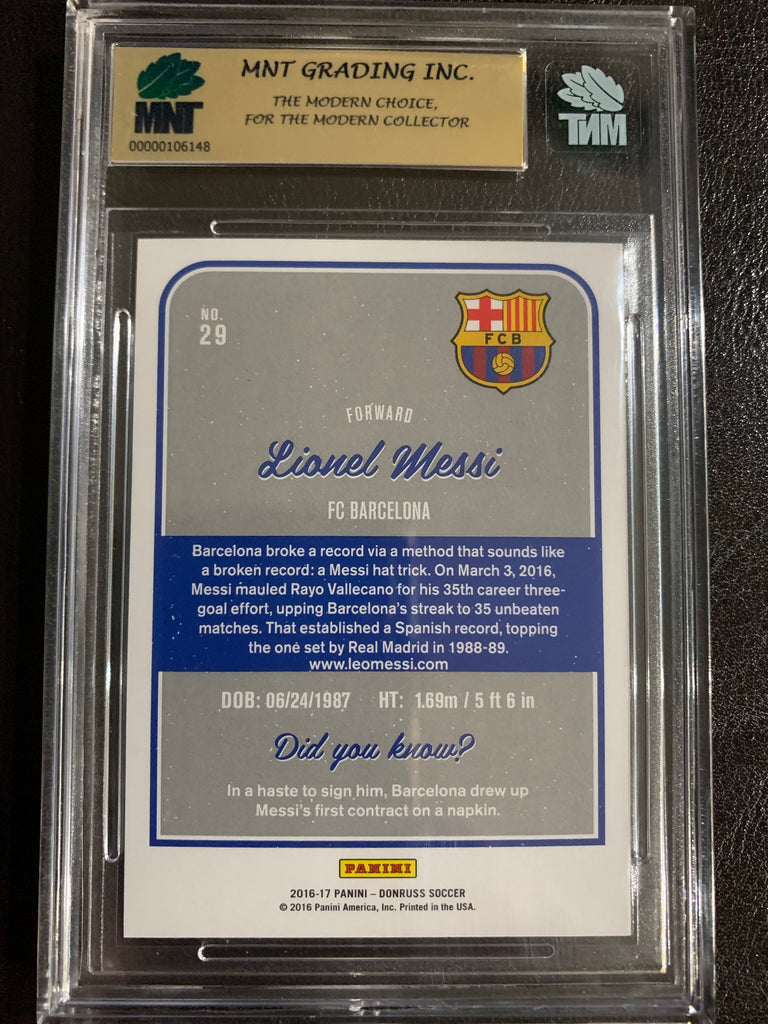 MNT GRADING INC.
THE MODERN CHOICE,
FOR THE MODERN COLLECTOR
MNT
00000106148
MNT
NO.
29
FCB
FORWARD
Lionel Messi
FC BARCELONA
Barcelona broke a record via a method that sounds like
a broken record: a Messi hat trick. On March 3, 2016,
Messi mauled Rayo Vallecano for his 35th career three-
goal effort, upping Barcelona's streak to 35 unbeaten
matches. That established a Spanish record, topping
the one set by Real Madrid in 1988-89.
www.leomessi.com
DOB: 06/24/1987 HT: 1.69m / 5 ft 6 in
Did you know?
In a haste to sign him, Barcelona drew up
Messi's first contract on a napkin.
PANINI
2016-17 PANINI – DONRUSS SOCCER
© 2016 Panini America, Inc. Printed in the USA.